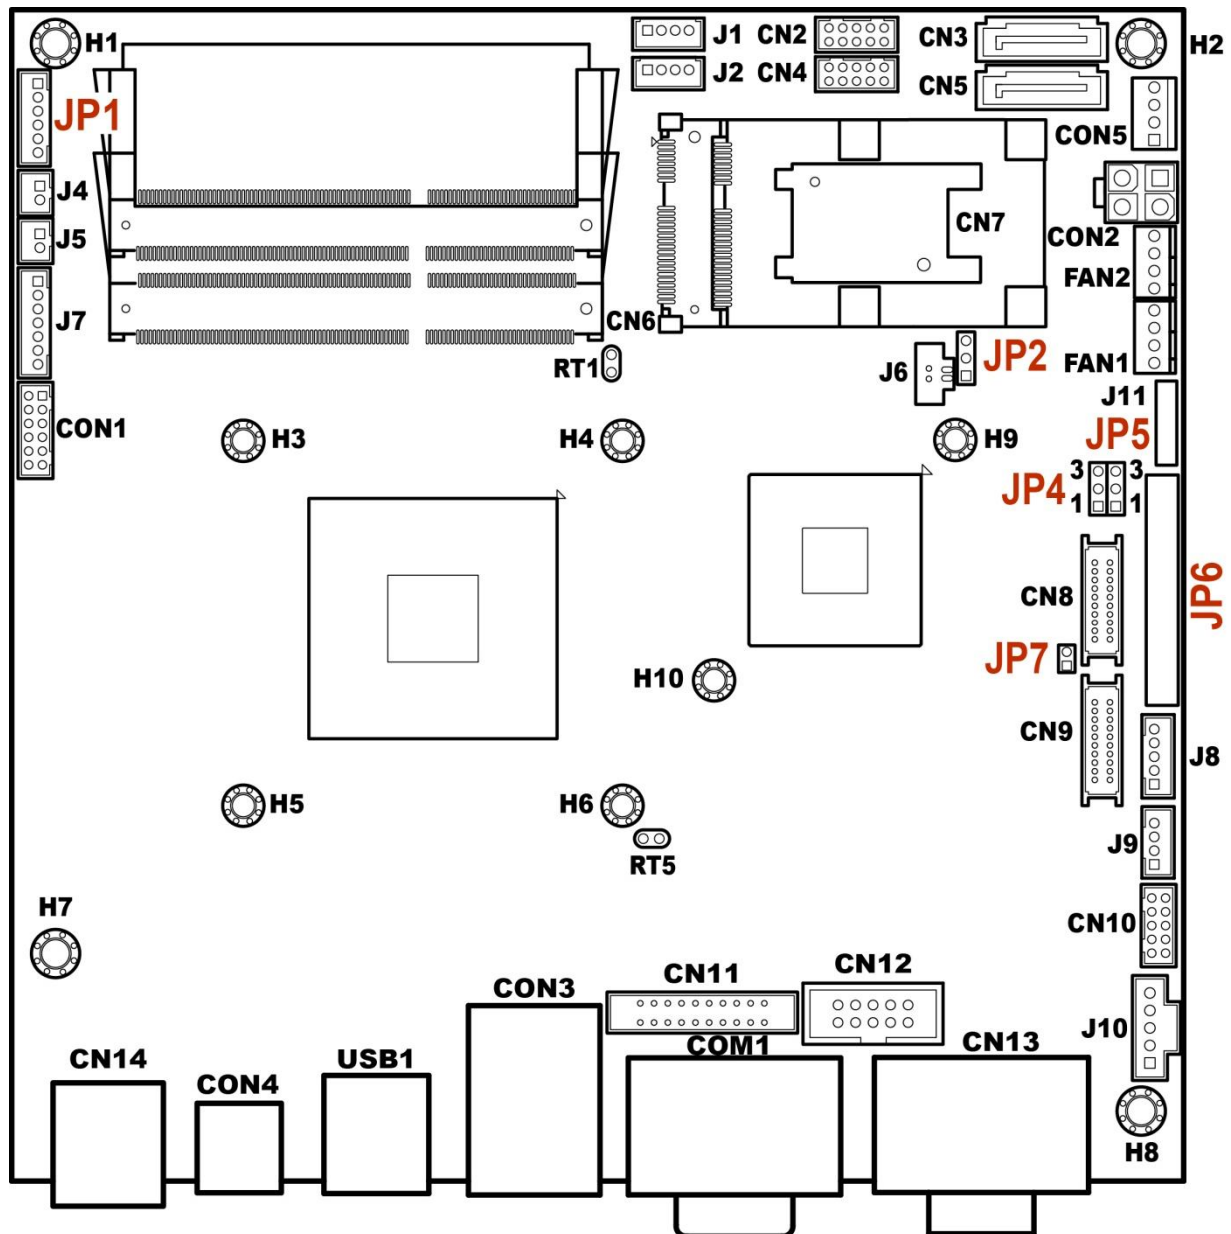 H1
J1
CN2
CN3
H2
J2
CN4
CN5
JP1
CON5
J4
CN7
J5
CON2
FAN2
J7
CN6
RT1
J6
JP2
FAN1
J11
CON1
H3
H4
H9
JP5
3
3
JP4
1
1
CN8
JP6
JP7
H10
CN9
J8
H5
H6
J9
RT5
H7
CN10
CN11
CN12
CON3
J10
COM1
CN13
CN14
USB1
CON4
H8